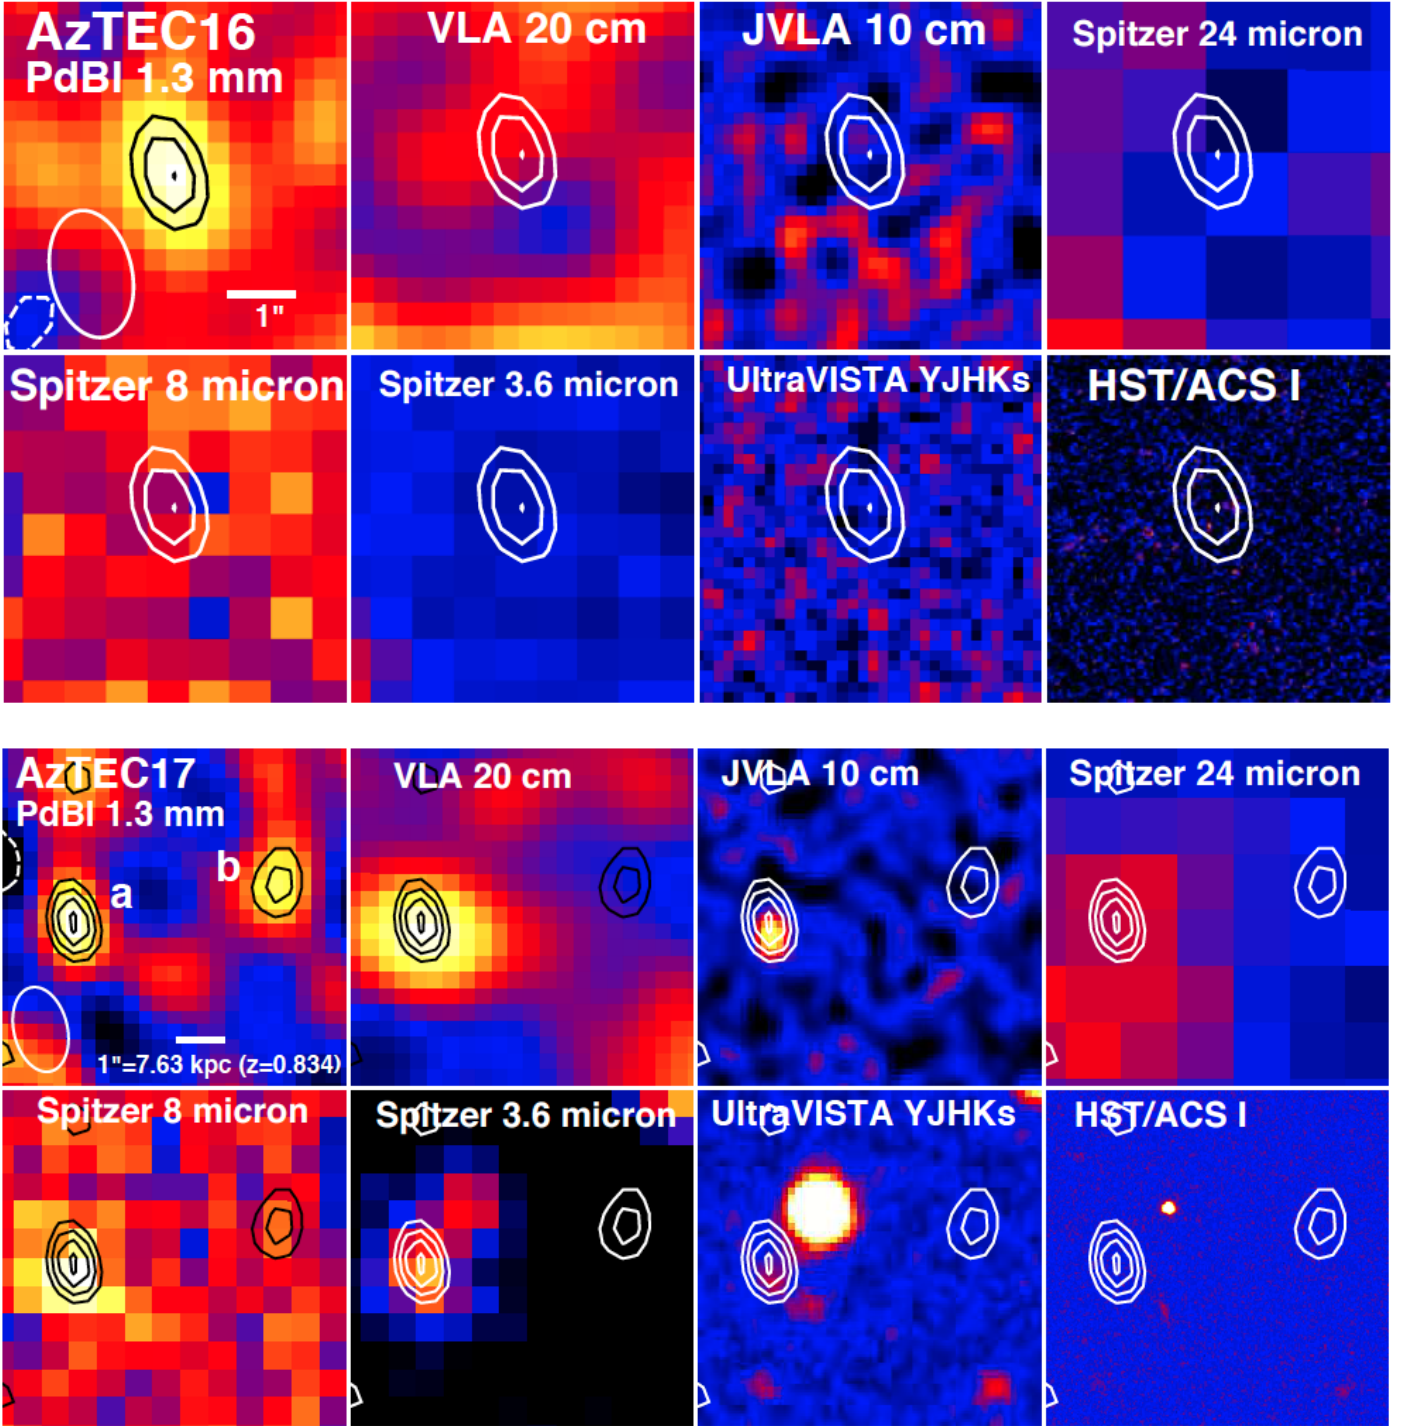 AzTEC16
PdBI 1.3 mm
1"
VLA 20 cm
JVLA 10 cm
Spitzer 24 micron
Spitzer 8 micron
Spitzer 3.6 micron
UltraVISTA YJHKs
HST/ACS I
AzTEC17
PdBI 1.3 mm
a
b
1"=7.63 kpc (z=0.834)
VLA 20 cm
JVLA 10 cm
Spitzer 24 micron
Spitzer 8 micron
Spitzer 3.6 micron
UltraVISTA YJHKs
HST/ACS I